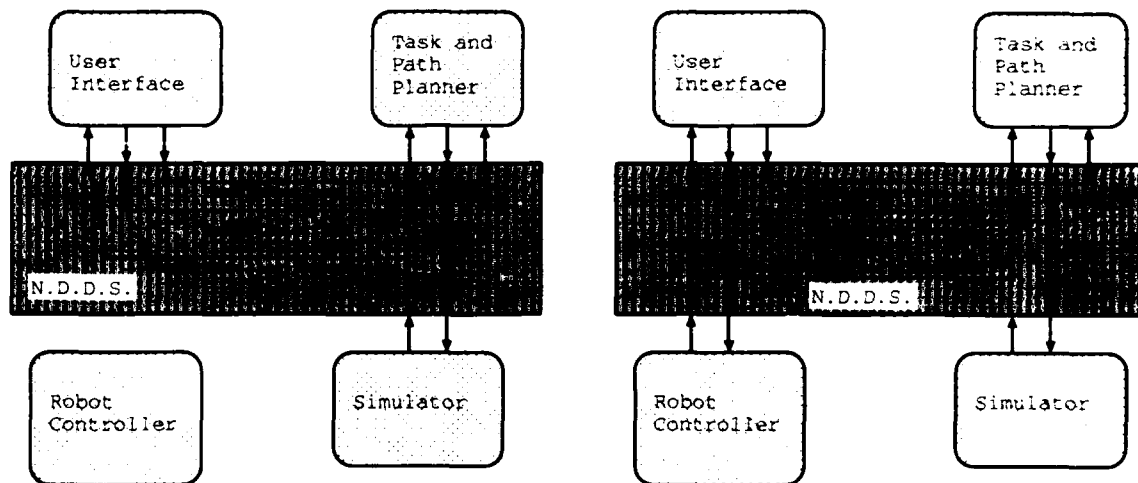 User
Interface
Task and
Path
Planner
N.D.D.S.
Robot
Controller
Simulator
User
Interface
Task and
Path
Planner
N.D.D.S.
Robot
Controller
Simulator